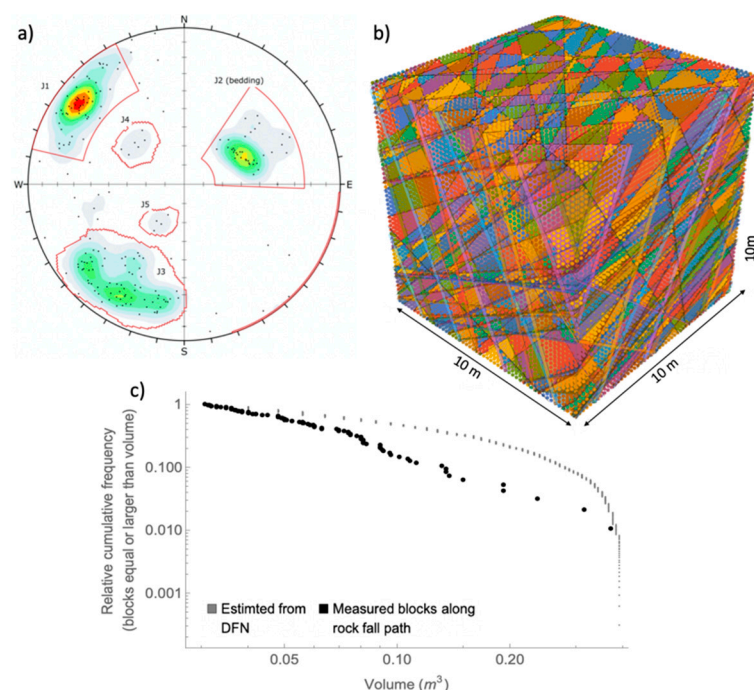 a)
N
J1
J2 (bedding)
J4
W
E
J5
J3
S
b)
10m
10 m
10 m
c)
Relative cumulative frequency
(blocks equal or larger than volume)
1
0.100
0.010
0.001
Estimted from
DFN
Measured blocks along
rock fall path
0.05
0.10
0.20
Volume (m³)